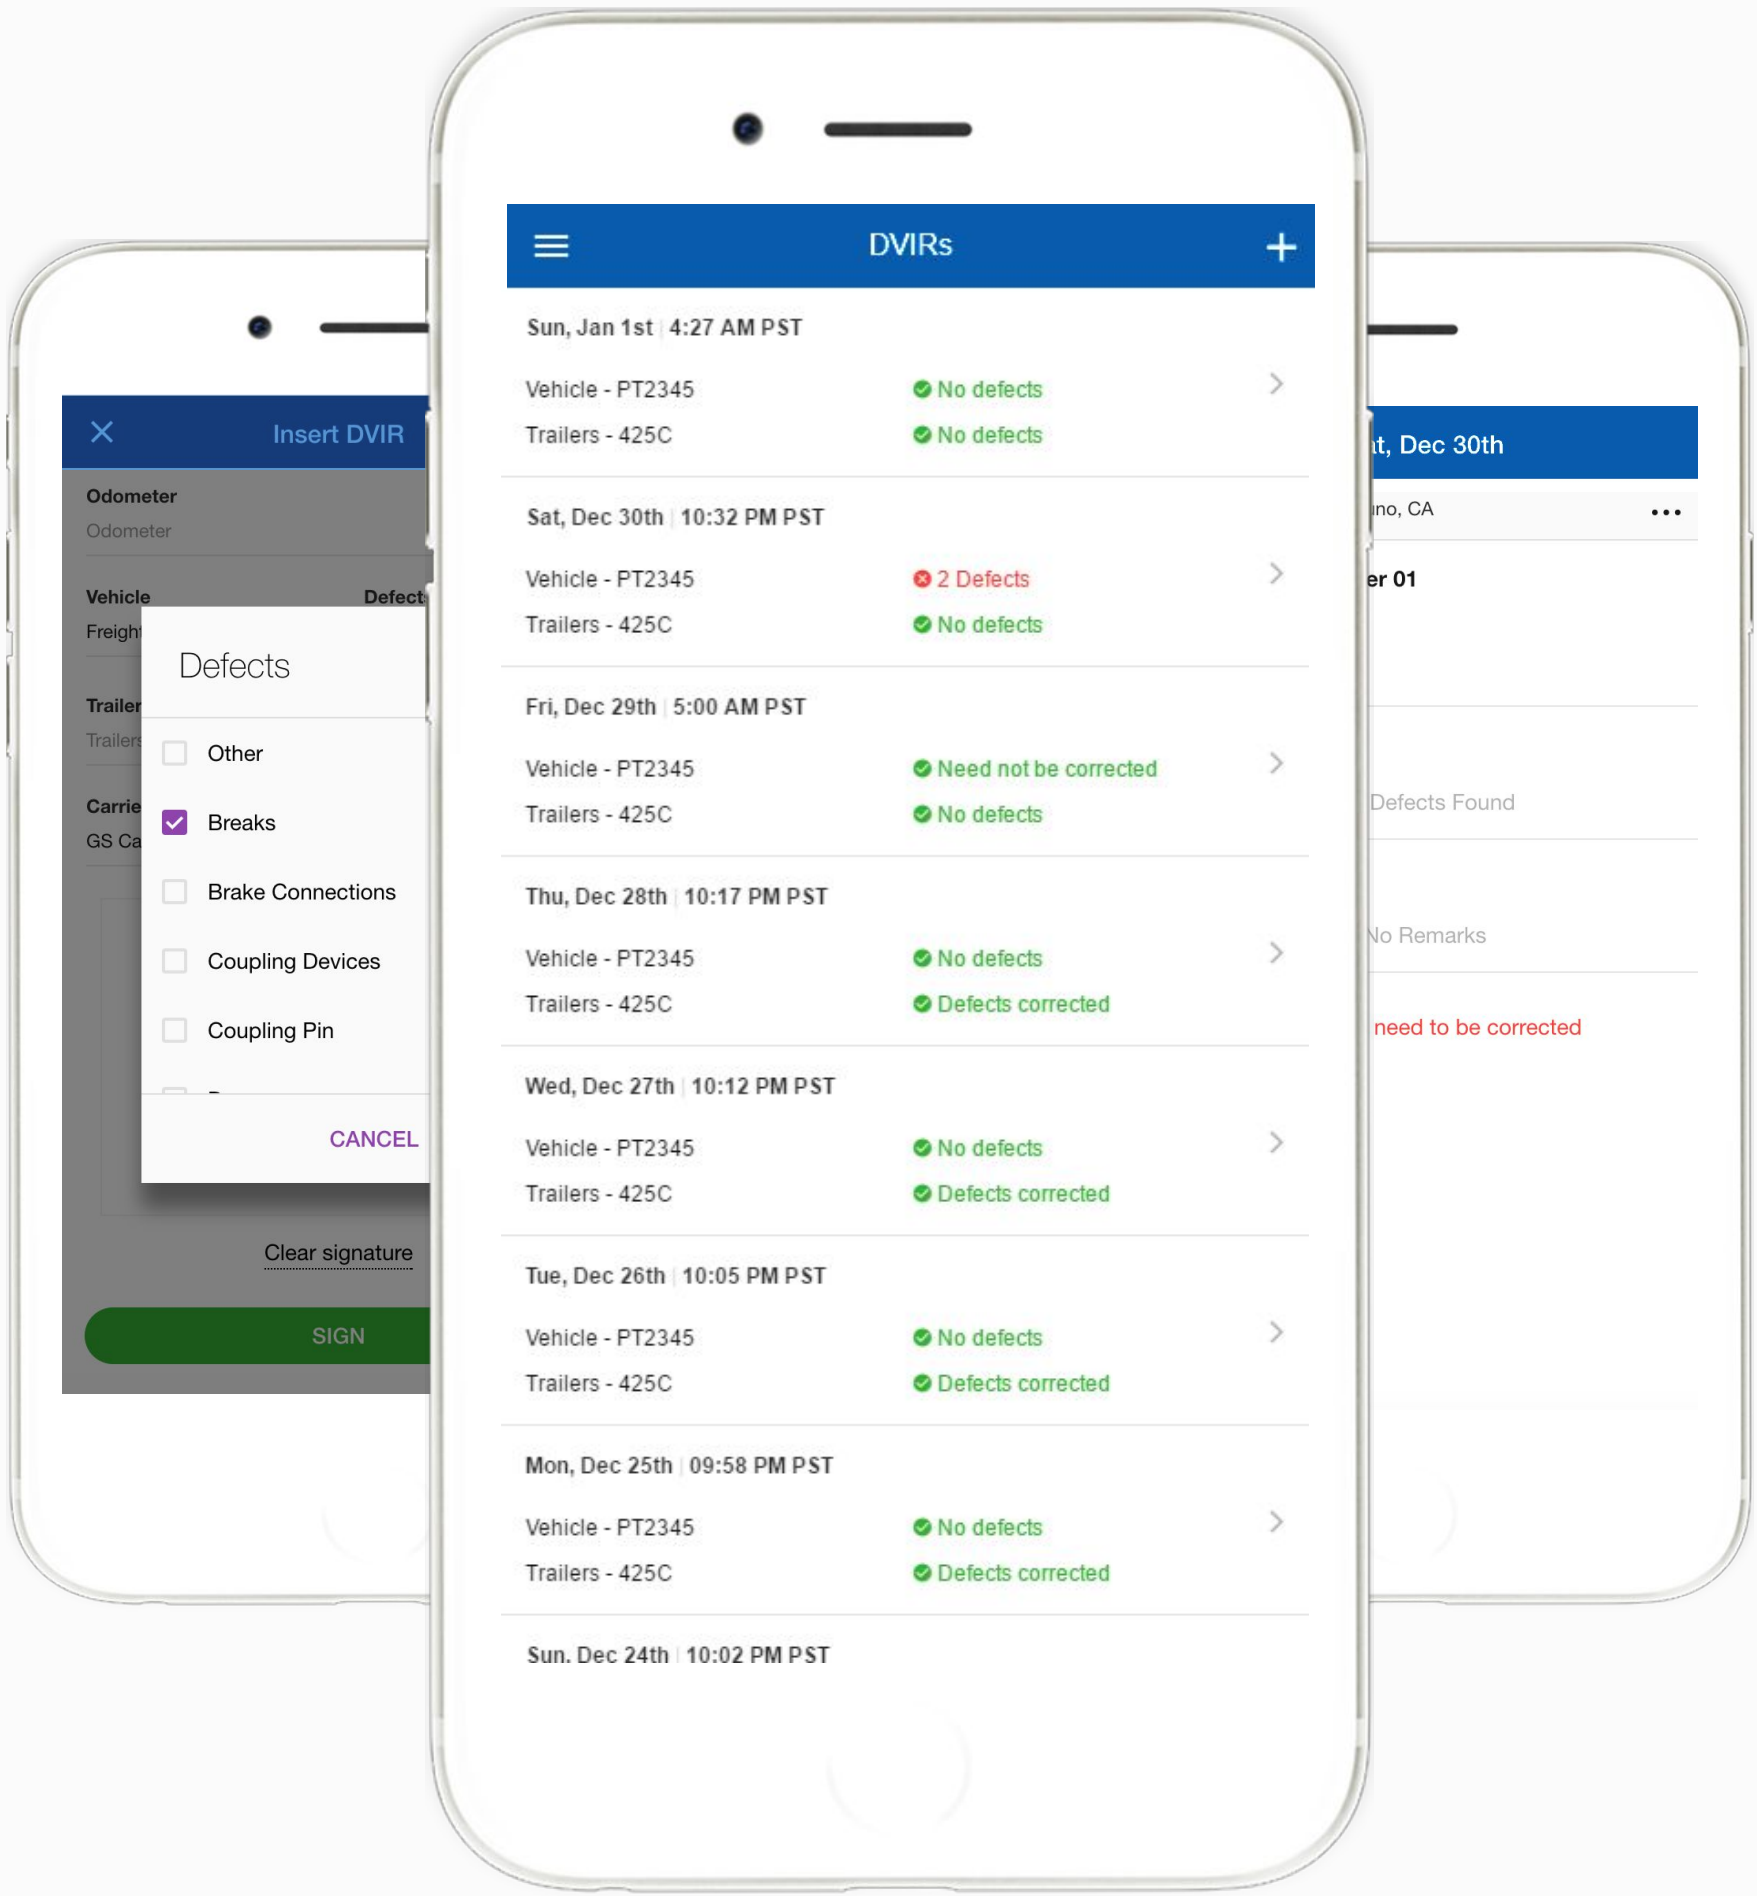 Insert DVIR
Odometer
Odometer
Vehicle
Trailer
Defects
Other
Breaks
Brake Connections
Coupling Devices
Coupling Pin
CANCEL
GS
Clear signature
SIGN
DVIRs
Sun, Jan 1st | 4:27 AM PST
Vehicle - PT2345 No defects
Trailers - 425C No defects
Sat, Dec 30th | 10:32 PM PST
Vehicle - PT2345 2 Defects
Trailers - 425C No defects
Fri, Dec 29th | 5:00 AM PST
Vehicle - PT2345 Need not be corrected
Trailers - 425C No defects
Thu, Dec 28th | 10:17 PM PST
Vehicle - PT2345 No defects
Trailers - 425C Defects corrected
Wed, Dec 27th | 10:12 PM PST
Vehicle - PT2345 No defects
Trailers - 425C Defects corrected
Tue, Dec 26th | 10:05 PM PST
Vehicle - PT2345 No defects
Trailers - 425C Defects corrected
Mon, Dec 25th | 09:58 PM PST
Vehicle - PT2345 No defects
Trailers - 425C Defects corrected
Sun, Dec 24th | 10:02 PM PST
Dec 30th
CA
01
Defects Found
No Remarks
need to be corrected